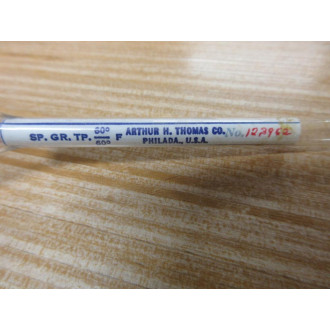 SP. GR. TP. 60°/60° F ARTHUR H. THOMAS CO. No. 127962
PHILADA., U.S.A.